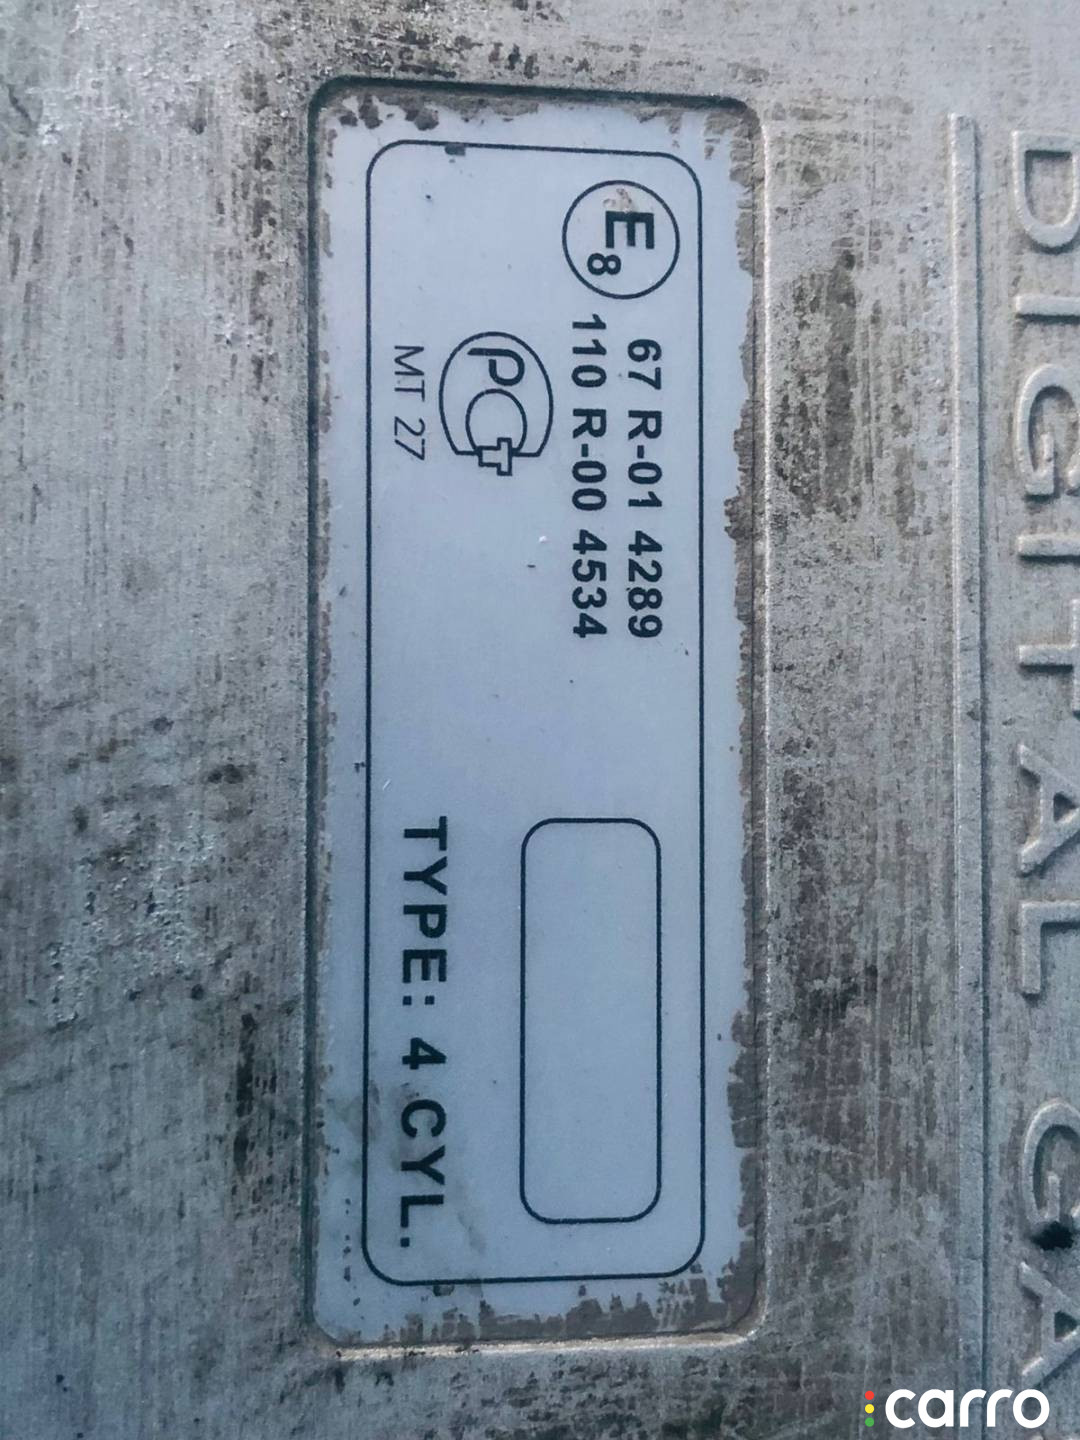 DIGITAL GA
E8
67 R-01 4289
110 R-00 4534
PCT
MT 27
TYPE: 4 CYL.
carro